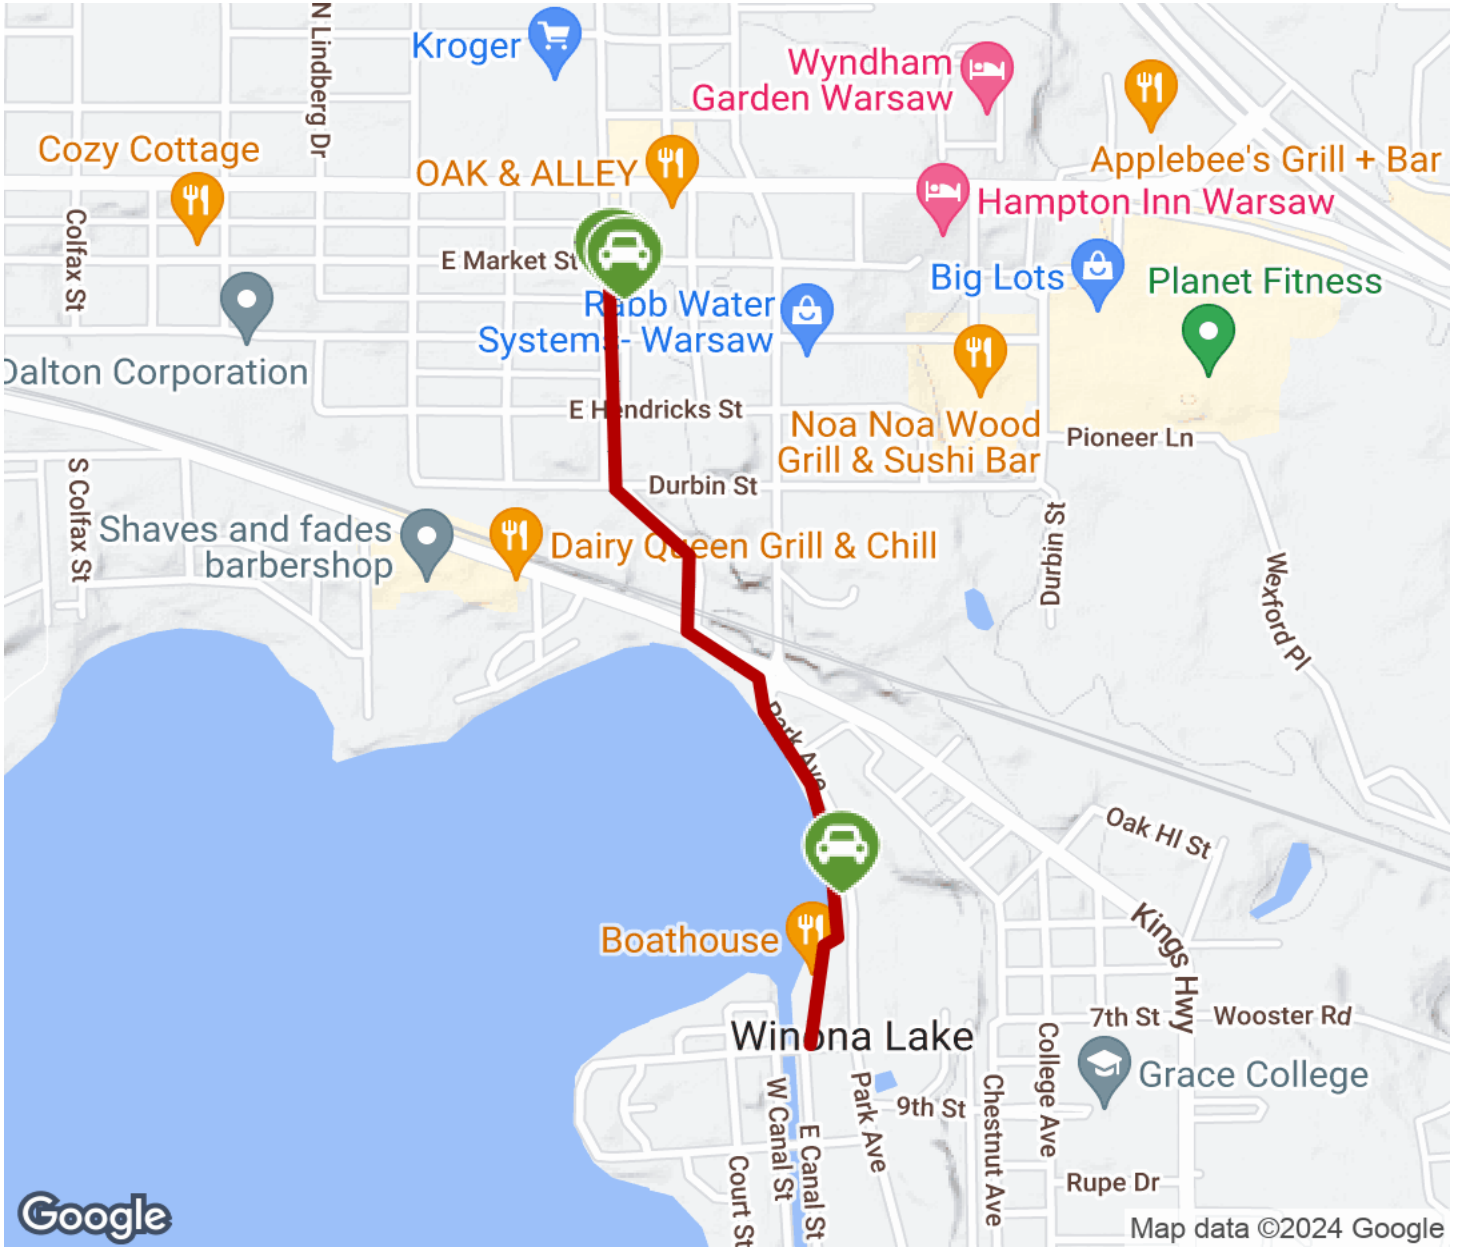 N Lindberg Dr
Kroger
Wyndham
Garden Warsaw
Applebee's Grill + Bar
Cozy Cottage
OAK & ALLEY
Hampton Inn Warsaw
Colfax St
E Market St
Big Lots
Planet Fitness
Rabb Water
Systems- Warsaw
Dalton Corporation
E Hendricks St
Noa Noa Wood
Grill & Sushi Bar
Pioneer Ln
S Colfax St
Durbin St
Shaves and fades
barbershop
Dairy Queen Grill & Chill
Durbin St
Wexford Pl
Park Ave
Oak Hl St
Boathouse
Kings Hwy
Winona Lake
7th St
Wooster Rd
College Ave
Grace College
W Canal St
E Canal St
Park Ave
9th St
Chestnut Ave
Court St
Rupe Dr
Google
Map data ©2024 Google